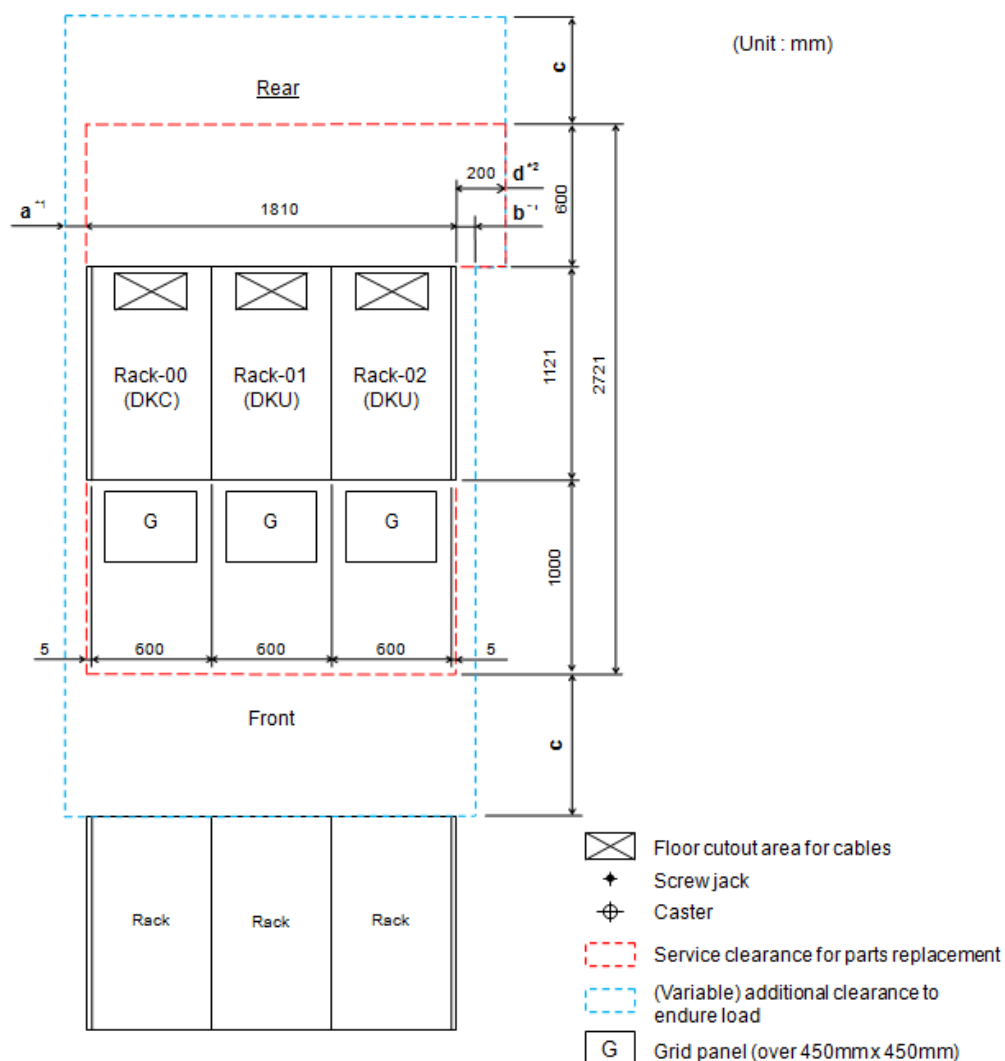 (Unit : mm)
c
Rear
200
d*2
600
a*1
1810
b*1
Rack-00
(DKC)
Rack-01
(DKU)
Rack-02
(DKU)
1121
2721
G
G
G
1000
5
600
600
600
5
Front
c
Rack
Rack
Rack
Floor cutout area for cables
Screw jack
Caster
Service clearance for parts replacement
(Variable) additional clearance to
endure load
G
Grid panel (over 450mmx 450mm)